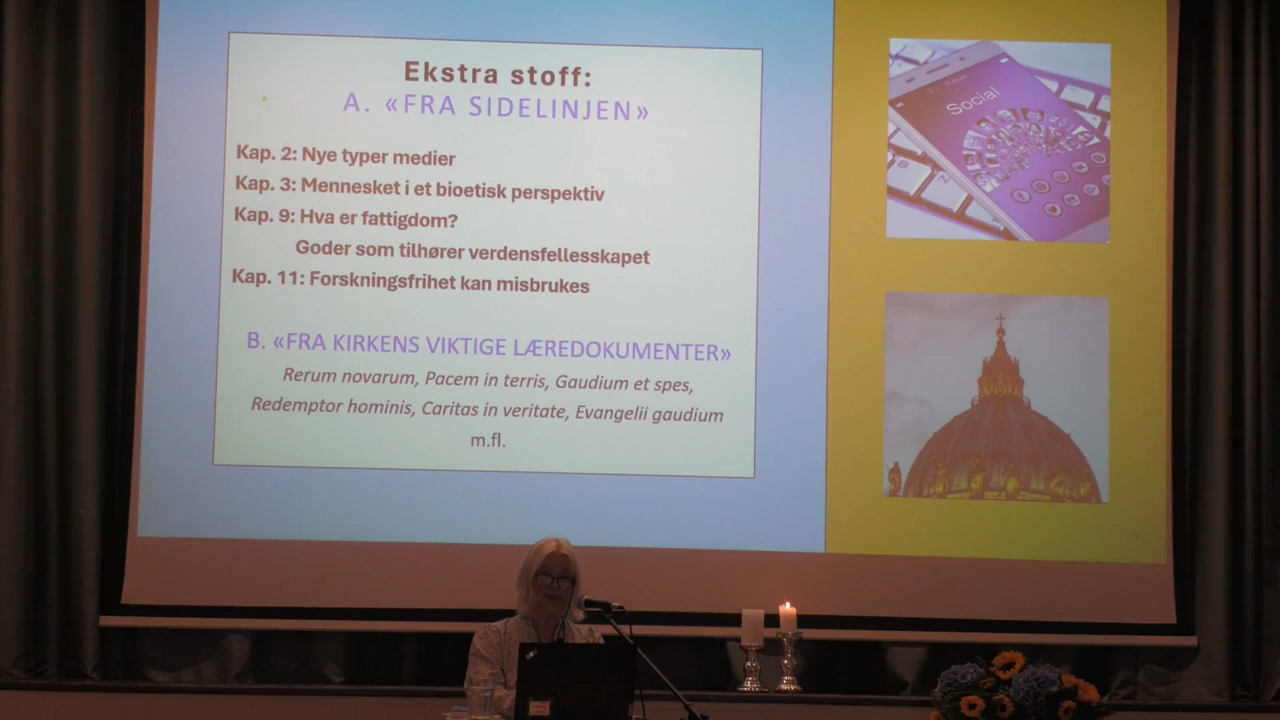 Ekstra stoff:
A. «FRA SIDELINJEN»
Kap. 2: Nye typer medier
Kap. 3: Mennesket i et bioetisk perspektiv
Kap. 9: Hva er fattigdom?
Goder som tilhører verdensfellesskapet
Kap. 11: Forskningsfrihet kan misbrukes
B. «FRA KIRKENS VIKTIGE LÆREDOKUMENTER»
Rerum novarum, Pacem in terris, Gaudium et spes,
Redemptor hominis, Caritas in veritate, Evangelii gaudium
m.fl.
Social